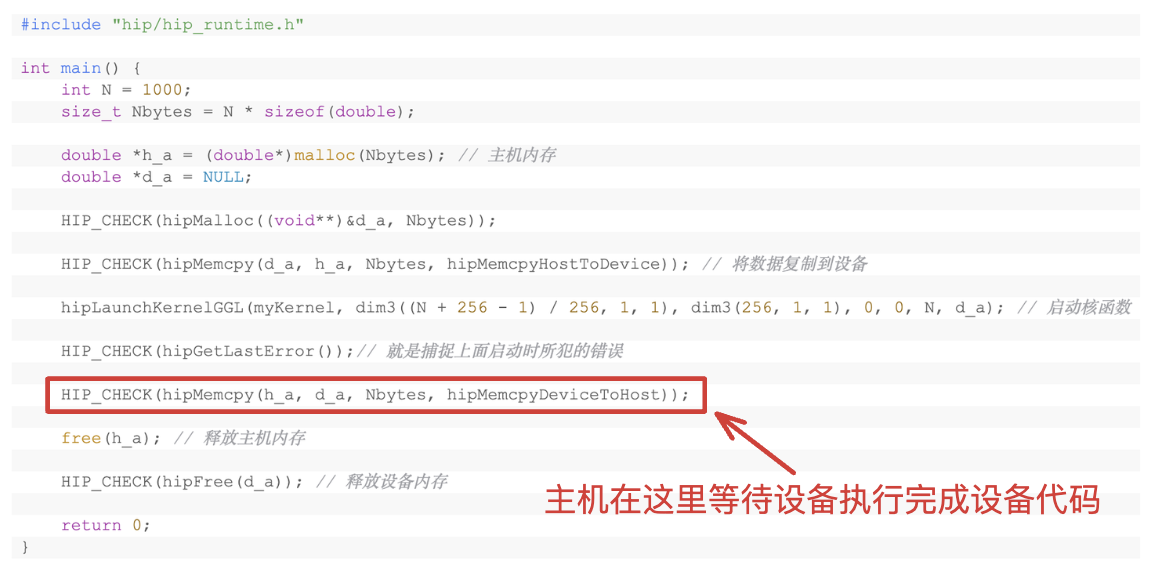 #include "hip/hip_runtime.h"
int main() {
int N = 1000;
size_t Nbytes = N * sizeof(double);
double *h_a = (double*)malloc(Nbytes); // 主机内存
double *d_a = NULL;
HIP_CHECK(hipMalloc((void**)&d_a, Nbytes));
HIP_CHECK(hipMemcpy(d_a, h_a, Nbytes, hipMemcpyHostToDevice)); // 将数据复制到设备
hipLaunchKernelGGL(myKernel, dim3((N + 256 - 1) / 256, 1, 1), dim3(256, 1, 1), 0, 0, N, d_a); // 启动核函数
HIP_CHECK(hipGetLastError());// 就是捕捉上面启动时所犯的错误
HIP_CHECK(hipMemcpy(h_a, d_a, Nbytes, hipMemcpyDeviceToHost));
free(h_a); // 释放主机内存
HIP_CHECK(hipFree(d_a)); // 释放设备内存
主机在这里等待设备执行完成设备代码
return 0;
}